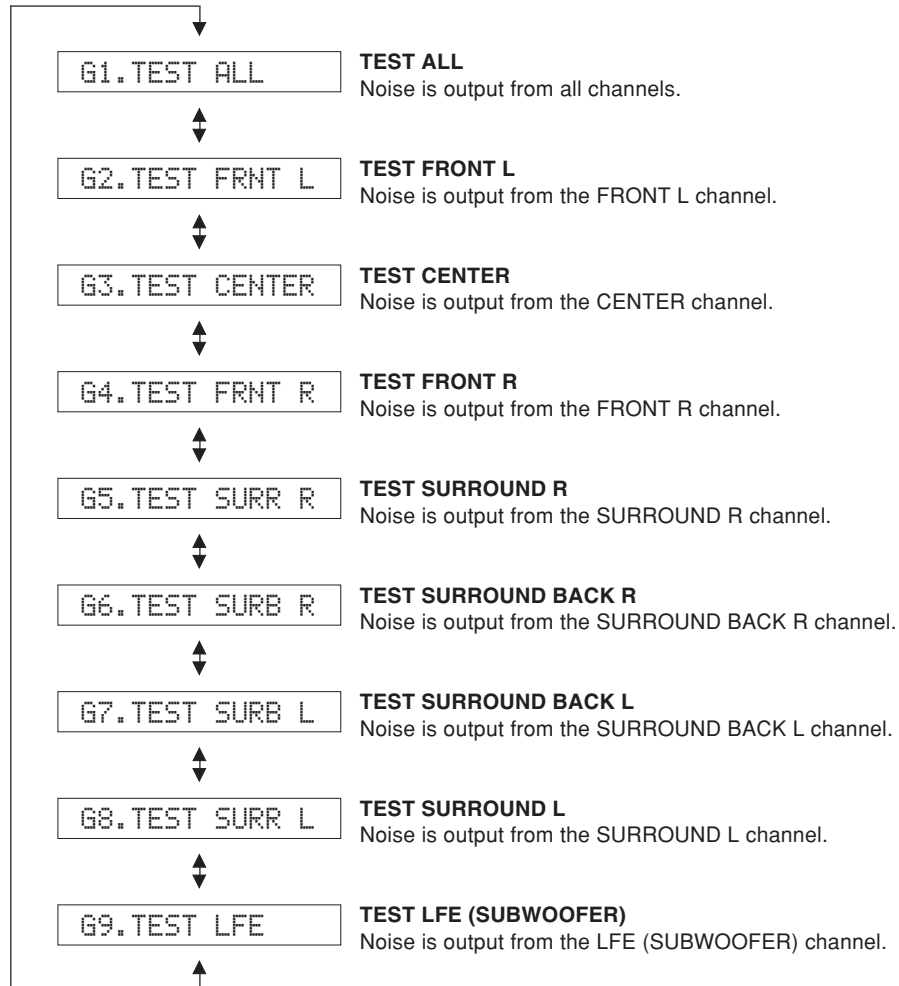 G1.TEST ALL
TEST ALL
Noise is output from all channels.
G2.TEST FRNT L
TEST FRONT L
Noise is output from the FRONT L channel.
G3.TEST CENTER
TEST CENTER
Noise is output from the CENTER channel.
G4.TEST FRNT R
TEST FRONT R
Noise is output from the FRONT R channel.
G5.TEST SURR R
TEST SURROUND R
Noise is output from the SURROUND R channel.
G6.TEST SURB R
TEST SURROUND BACK R
Noise is output from the SURROUND BACK R channel.
G7.TEST SURB L
TEST SURROUND BACK L
Noise is output from the SURROUND BACK L channel.
G8.TEST SURR L
TEST SURROUND L
Noise is output from the SURROUND L channel.
G9.TEST LFE
TEST LFE (SUBWOOFER)
Noise is output from the LFE (SUBWOOFER) channel.